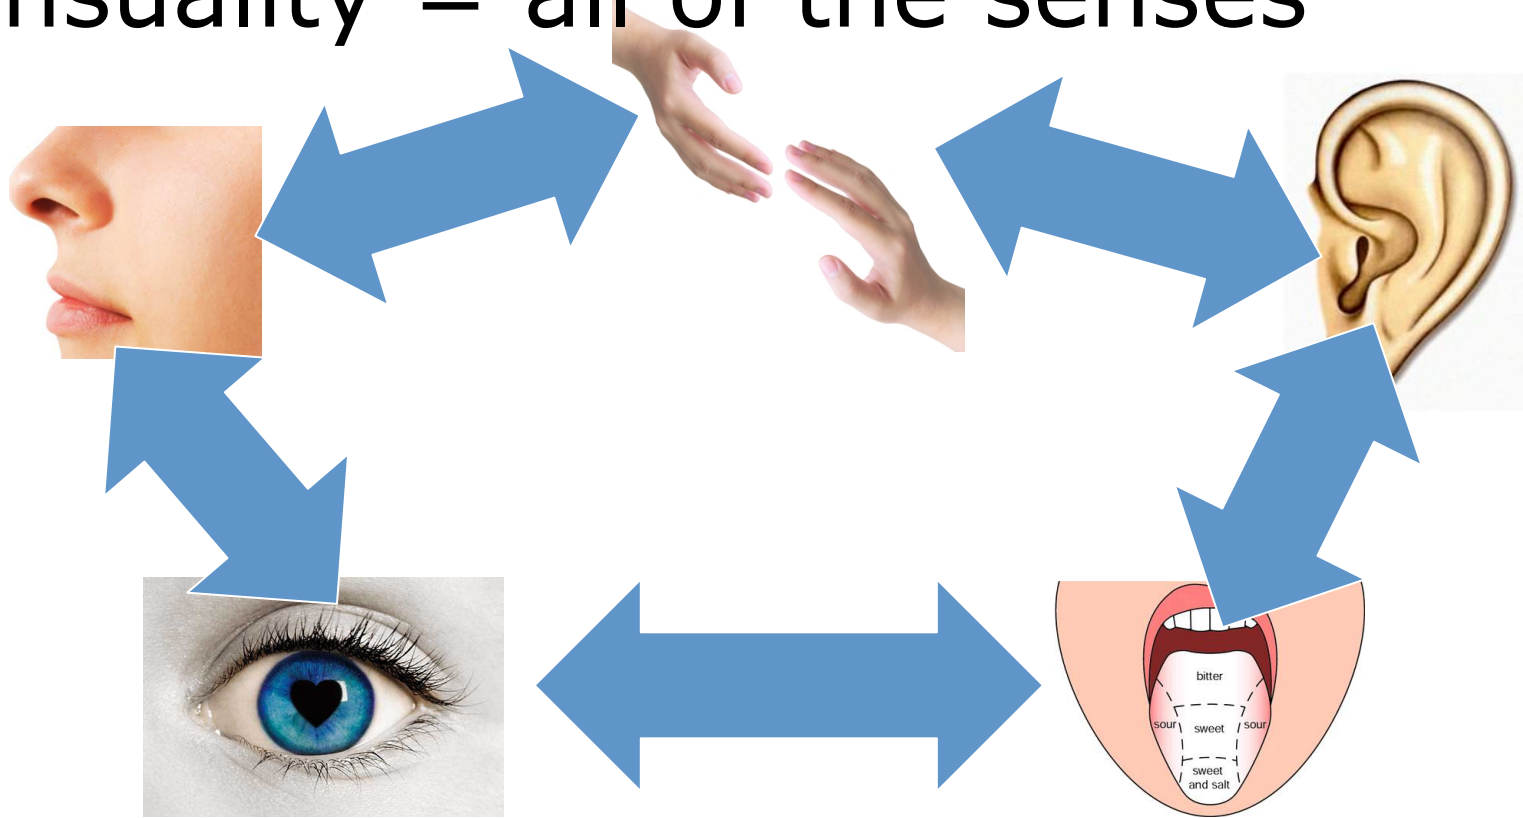 nsuality = all of the senses
bitter
sour sweet sour
sweet
and salt